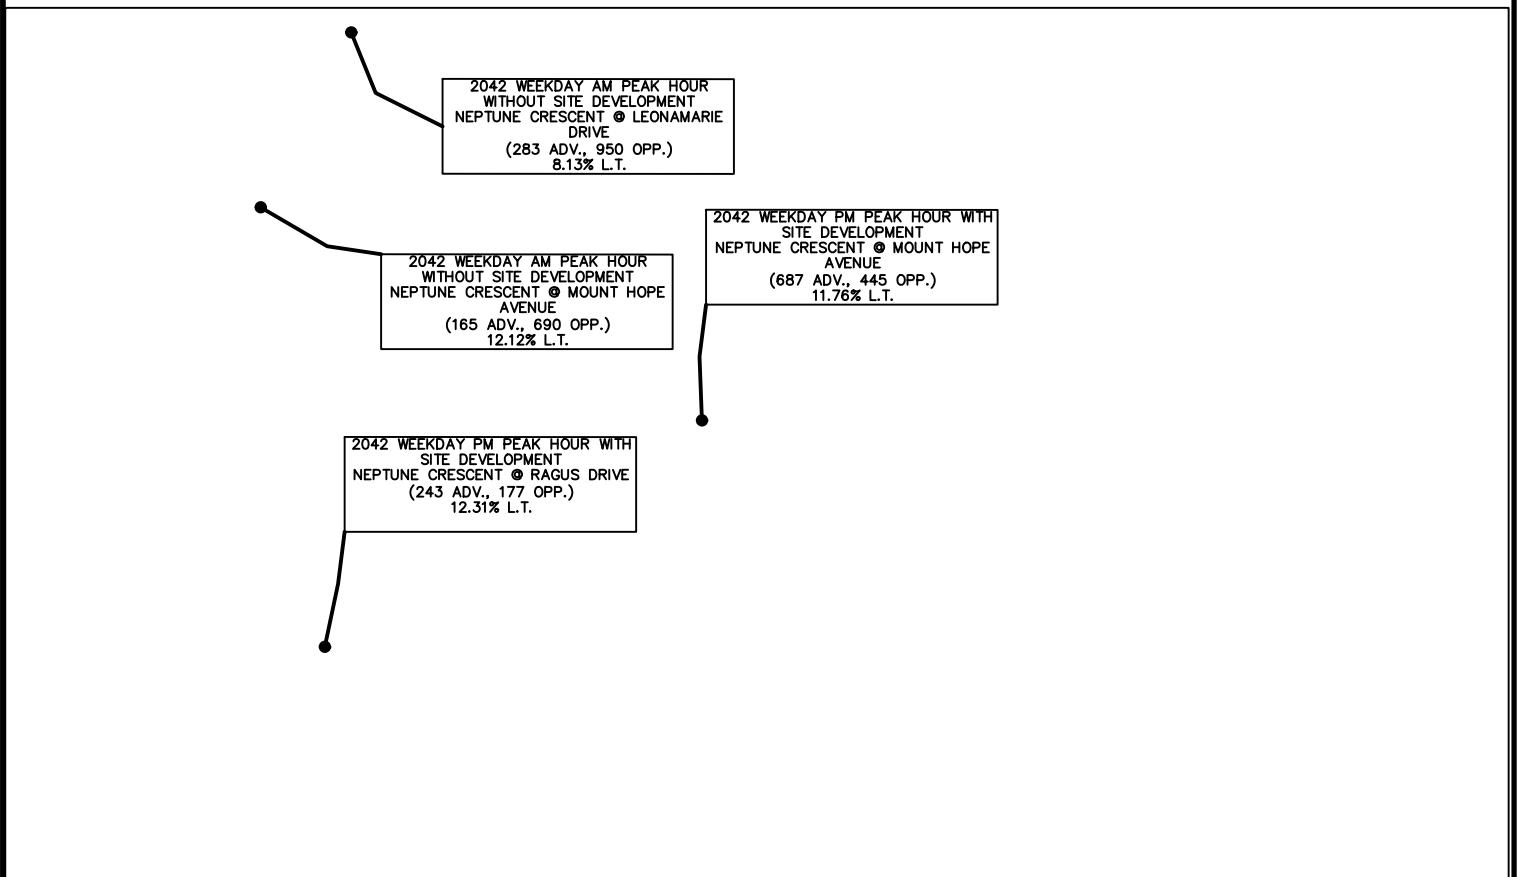 2042 WEEKDAY AM PEAK HOUR
WITHOUT SITE DEVELOPMENT
NEPTUNE CRESCENT @ LEONAMARIE
DRIVE
(283 ADV., 950 OPP.)
8.13% L.T.
2042 WEEKDAY PM PEAK HOUR WITH
SITE DEVELOPMENT
NEPTUNE CRESCENT @ MOUNT HOPE
AVENUE
(687 ADV., 445 OPP.)
11.76% L.T.
2042 WEEKDAY AM PEAK HOUR
WITHOUT SITE DEVELOPMENT
NEPTUNE CRESCENT @ MOUNT HOPE
AVENUE
(165 ADV., 690 OPP.)
12.12% L.T.
2042 WEEKDAY PM PEAK HOUR WITH
SITE DEVELOPMENT
NEPTUNE CRESCENT @ RAGUS DRIVE
(243 ADV., 177 OPP.)
12.31% L.T.